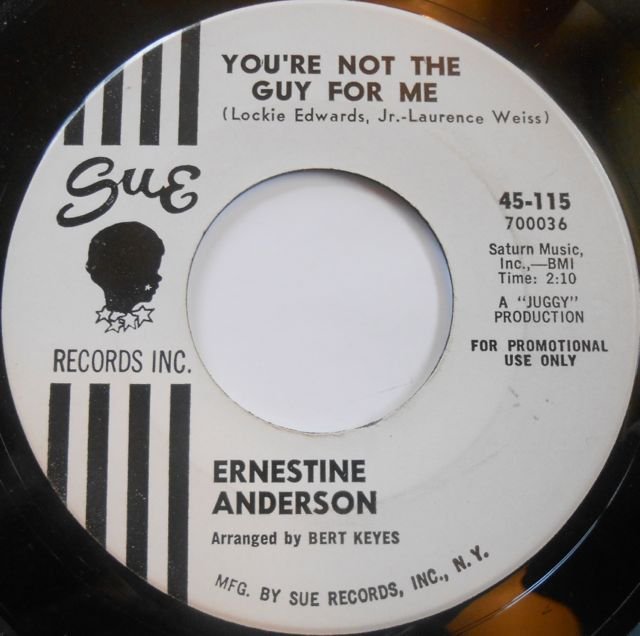 YOU'RE NOT THE
GUY FOR ME
(Lockie Edwards, Jr.-Laurence Weiss)
Sue
RECORDS INC.
45-115
700036
Saturn Music,
Inc.,—BMI
Time: 2:10
A "JUGGY"
PRODUCTION
FOR PROMOTIONAL
USE ONLY
ERNESTINE
ANDERSON
Arranged by BERT KEYES
MFG. BY SUE RECORDS, INC., N.Y.